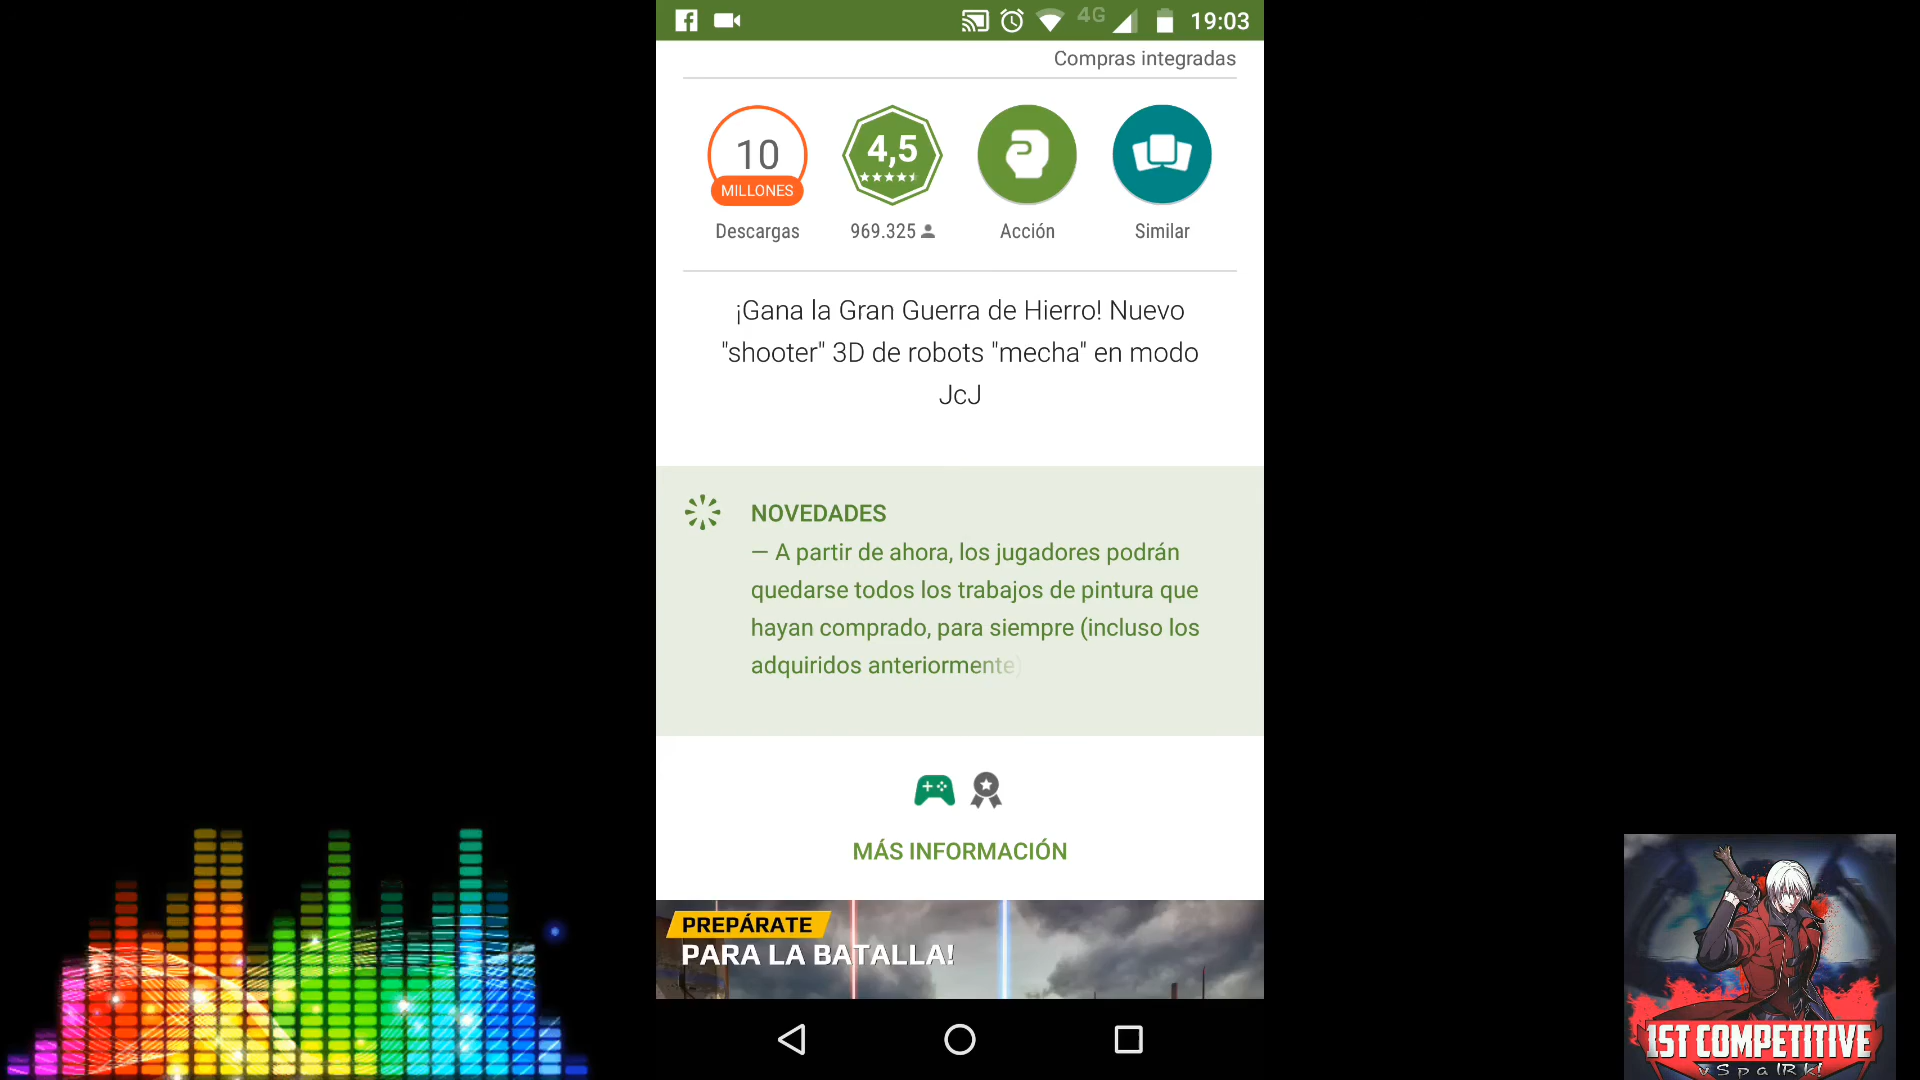 4G 19:03
Compras integradas
10
MILLONES
4,5
Descargas
969.325
Acción
Similar
¡Gana la Gran Guerra de Hierro! Nuevo
"shooter" 3D de robots "mecha" en modo
JcJ
NOVEDADES
— A partir de ahora, los jugadores podrán
quedarse todos los trabajos de pintura que
hayan comprado, para siempre (incluso los
adquiridos anteriormente)
MÁS INFORMACIÓN
PREPÁRATE
PARA LA BATALLA!
1ST COMPETITIVE
vSpaRk!